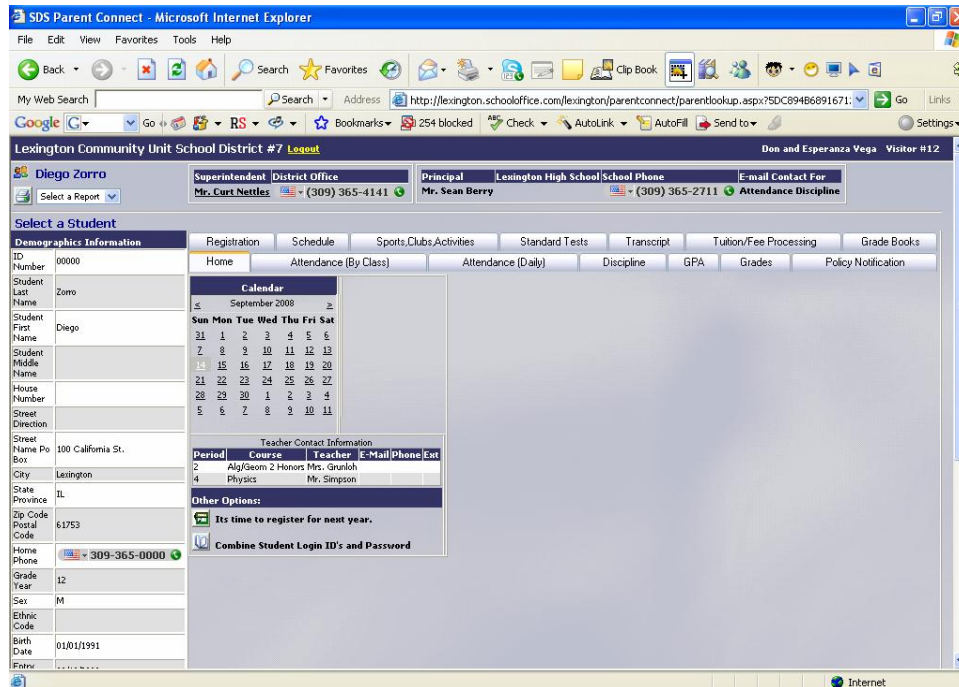 SDS Parent Connect - Microsoft Internet Explorer
File Edit View Favorites Tools Help
Back Search Favorites Clip Book
My Web Search Search Address http://lexington.schooloffice.com/lexington/parentconnect/parentlookup.aspx?5DC894B6891671: Go Links
Google G Go RS Bookmarks 254 blocked Check AutoLink AutoFill Send to Settings
Lexington Community Unit School District #7 Logout Don and Esperanza Vega Visitor #12
Diego Zorro
Select a Report
Superintendent District Office
Mr. Curt Nettles (309) 365-4141
Principal Lexington High School School Phone E-mail Contact For
Mr. Sean Berry (309) 365-2711 Attendance Discipline
Select a Student
Registration Schedule Sports,Clubs,Activities Standard Tests Transcript Tuition/Fee Processing Grade Books
Home Attendance (By Class) Attendance (Daily) Discipline GPA Grades Policy Notification
Demographics Information
ID Number 00000
Student Last Name Zorro
Student First Name Diego
Student Middle Name
House Number
Street Direction
Street Name Po Box 100 California St.
City Lexington
State Province IL
Zip Code Postal Code 61753
Home Phone 309-365-0000
Grade Year 12
Sex M
Ethnic Code
Birth Date 01/01/1991
Entry
Calendar
< September 2008 >
Sun Mon Tue Wed Thu Fri Sat
31 1 2 3 4 5 6
7 8 9 10 11 12 13
14 15 16 17 18 19 20
21 22 23 24 25 26 27
28 29 30 1 2 3 4
5 6 7 8 9 10 11
Teacher Contact Information
Period Course Teacher E-Mail Phone Ext
2 Alg/Geom 2 Honors Mrs. Grunloh
4 Physics Mr. Simpson
Other Options:
Its time to register for next year.
Combine Student Login ID's and Password
Internet